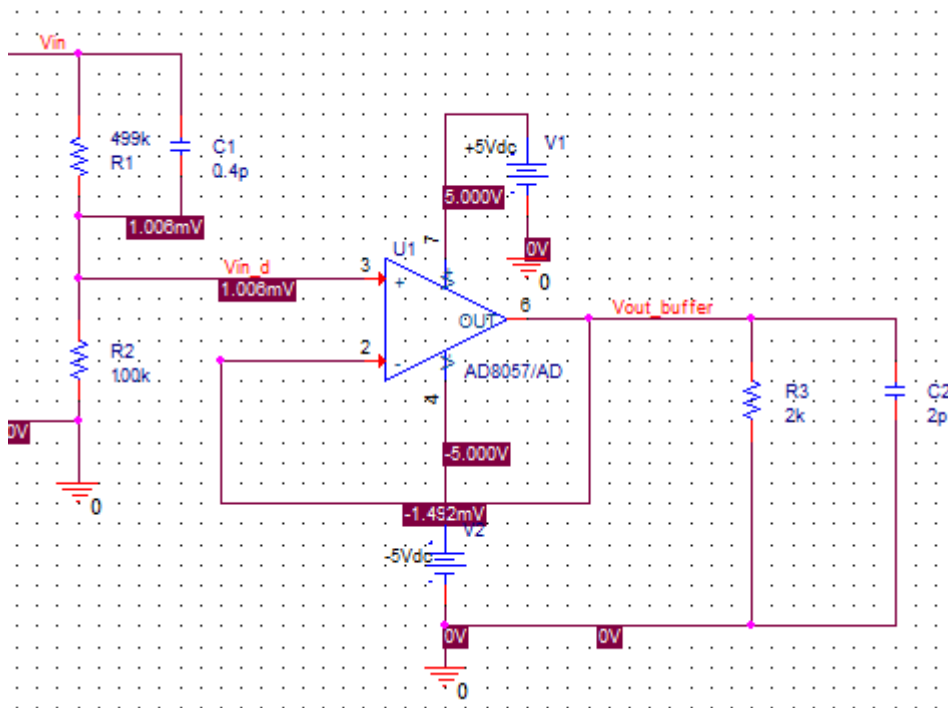 Vin
499k
R1
C1
0.4p
1.006mV
+5Vdc
V1
5.000V
7
0V
0
U1
Vin_d
1.006mV
3
+
OUT
6
Vout_buffer
2
-
AD8057/AD
4
R2
100k
0V
0
R3
2k
C2
2p
-5.000V
-1.492mV
V2
-5Vdc
0V
0V
0